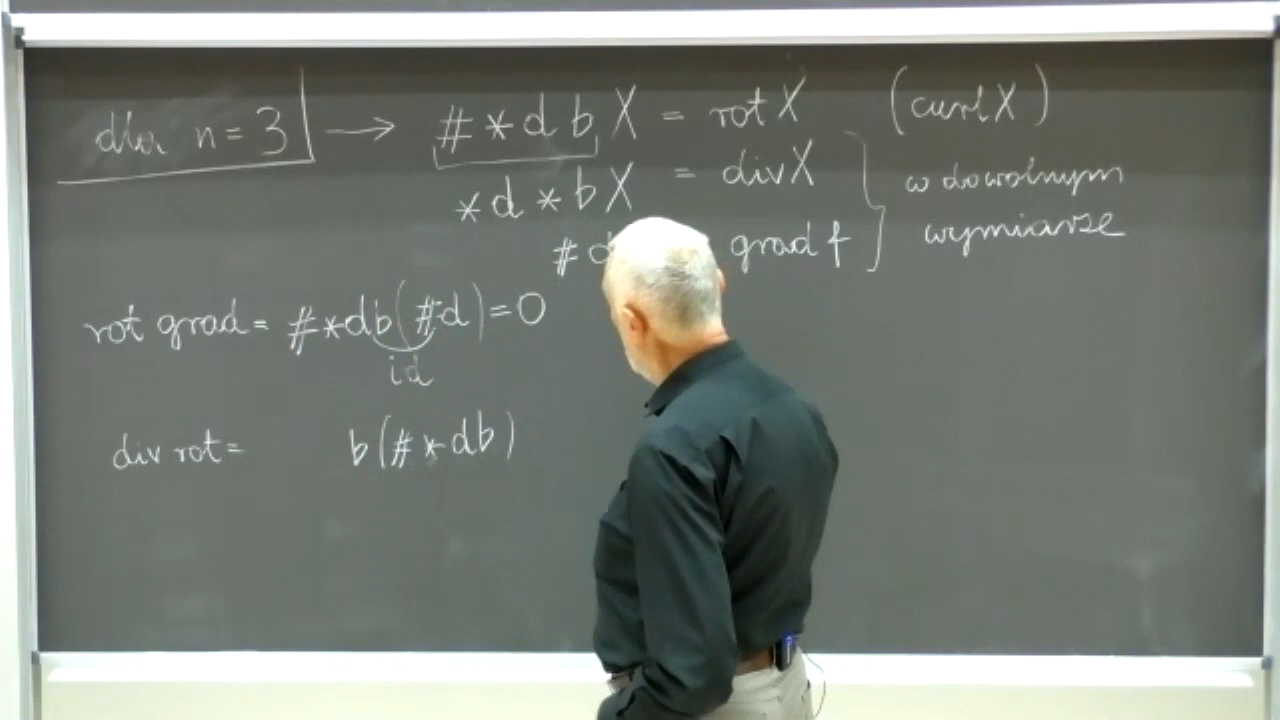 dla n = 3 → # * d b X = rot X (curl X)
* d * b X = div X } w dowolnym
# d grad f } wymiarze
rot grad = # * d b (# d) = 0
id
div rot = b (# * d b)